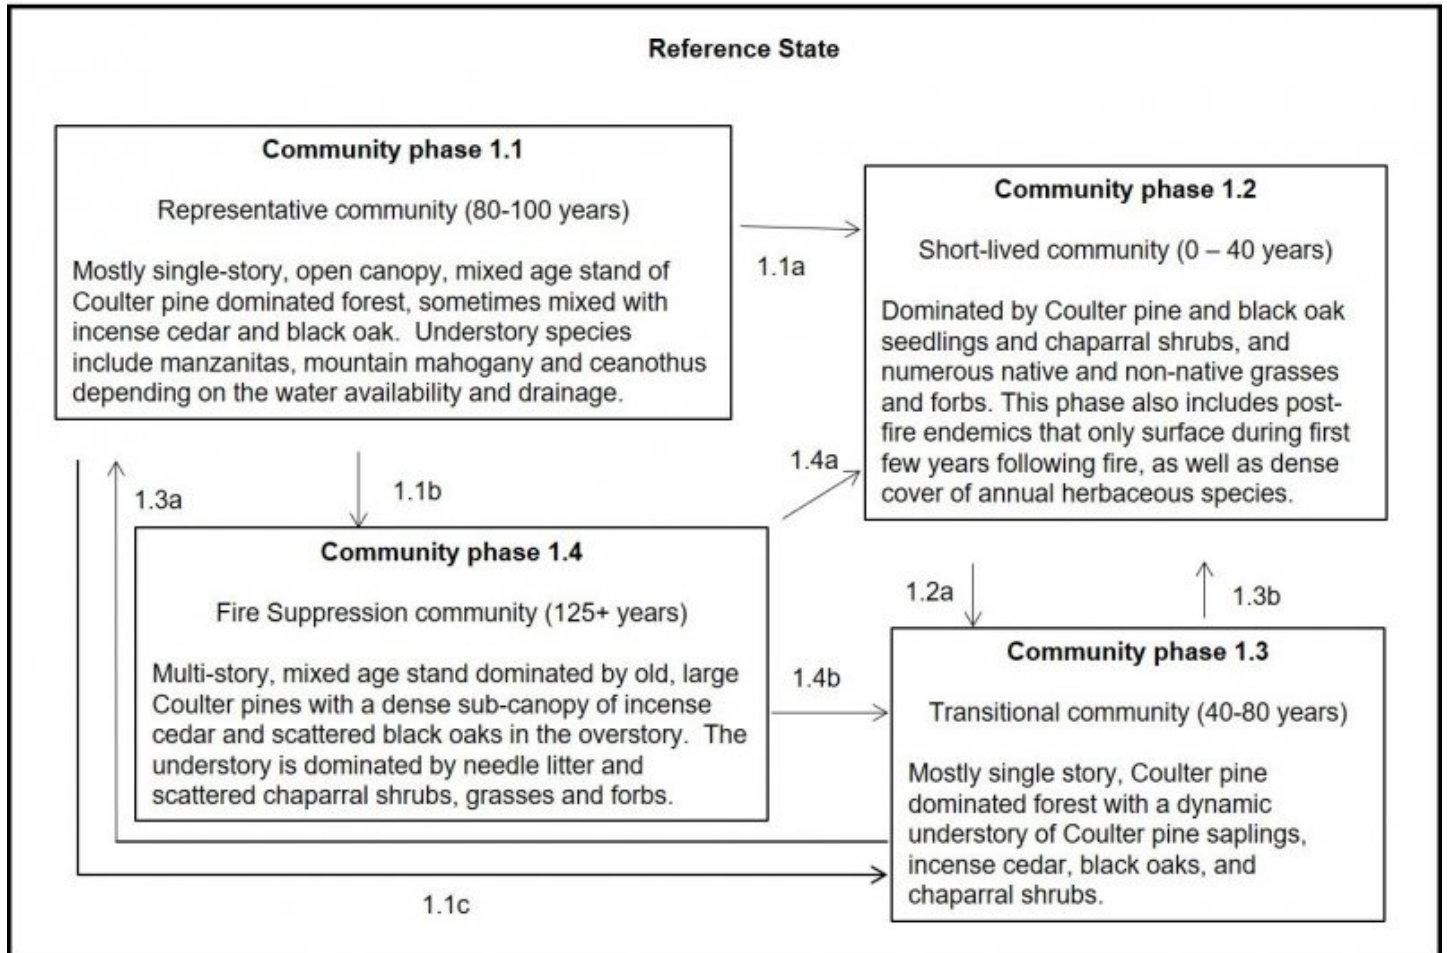 Reference State
Community phase 1.1
Representative community (80-100 years)
Mostly single-story, open canopy, mixed age stand of
Coulter pine dominated forest, sometimes mixed with
incense cedar and black oak.  Understory species
include manzanitas, mountain mahogany and ceanothus
depending on the water availability and drainage.
1.1a
Community phase 1.2
Short-lived community (0 – 40 years)
Dominated by Coulter pine and black oak
seedlings and chaparral shrubs, and
numerous native and non-native grasses
and forbs. This phase also includes post-
fire endemics that only surface during first
few years following fire, as well as dense
cover of annual herbaceous species.
1.3a
1.1b
1.4a
Community phase 1.4
Fire Suppression community (125+ years)
Multi-story, mixed age stand dominated by old, large
Coulter pines with a dense sub-canopy of incense
cedar and scattered black oaks in the overstory.  The
understory is dominated by needle litter and
scattered chaparral shrubs, grasses and forbs.
1.2a
1.3b
1.4b
Community phase 1.3
Transitional community (40-80 years)
Mostly single story, Coulter pine
dominated forest with a dynamic
understory of Coulter pine saplings,
incense cedar, black oaks, and
chaparral shrubs.
1.1c